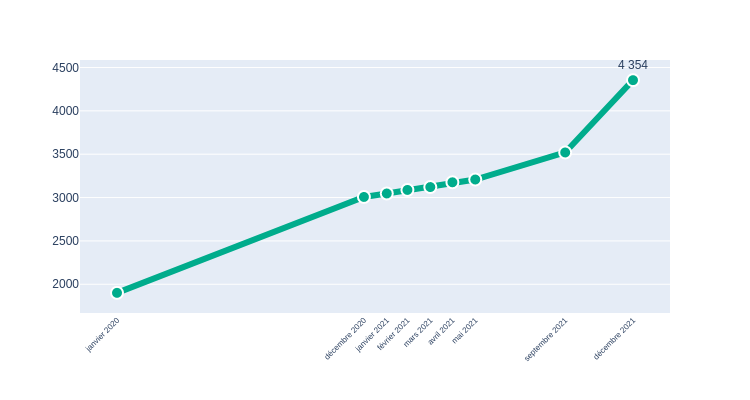 4 354
4500
4000
3500
3000
2500
2000
janvier 2020
décembre 2020
janvier 2021
février 2021
mars 2021
avril 2021
mai 2021
septembre 2021
décembre 2021